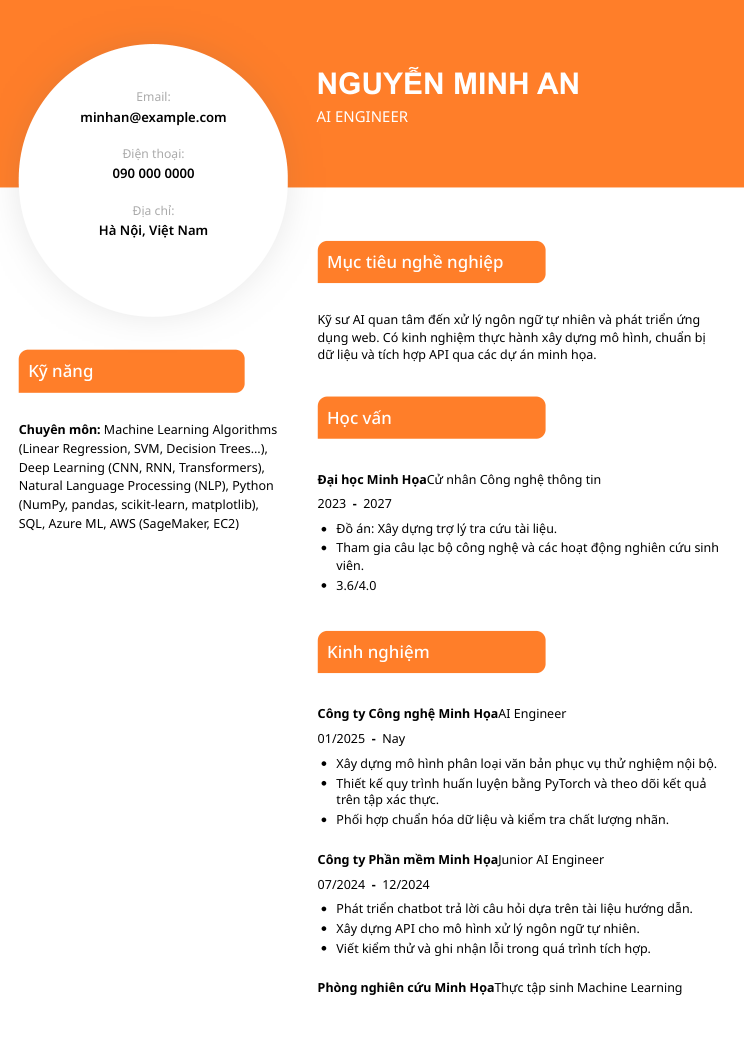 NGUYỄN MINH AN
AI ENGINEER
Email:
minhan@example.com
Điện thoại:
090 000 0000
Địa chỉ:
Hà Nội, Việt Nam
Kỹ năng
Chuyên môn: Machine Learning Algorithms
(Linear Regression, SVM, Decision Trees...),
Deep Learning (CNN, RNN, Transformers),
Natural Language Processing (NLP), Python
(NumPy, pandas, scikit-learn, matplotlib),
SQL, Azure ML, AWS (SageMaker, EC2)
Mục tiêu nghề nghiệp
Kỹ sư AI quan tâm đến xử lý ngôn ngữ tự nhiên và phát triển ứng
dụng web. Có kinh nghiệm thực hành xây dựng mô hình, chuẩn bị
dữ liệu và tích hợp API qua các dự án minh họa.
Học vấn
Đại học Minh HọaCử nhân Công nghệ thông tin
2023 - 2027
• Đồ án: Xây dựng trợ lý tra cứu tài liệu.
• Tham gia câu lạc bộ công nghệ và các hoạt động nghiên cứu sinh
viên.
• 3.6/4.0
Kinh nghiệm
Công ty Công nghệ Minh HọaAI Engineer
01/2025 - Nay
• Xây dựng mô hình phân loại văn bản phục vụ thử nghiệm nội bộ.
• Thiết kế quy trình huấn luyện bằng PyTorch và theo dõi kết quả
trên tập xác thực.
• Phối hợp chuẩn hóa dữ liệu và kiểm tra chất lượng nhãn.
Công ty Phần mềm Minh HọaJunior AI Engineer
07/2024 - 12/2024
• Phát triển chatbot trả lời câu hỏi dựa trên tài liệu hướng dẫn.
• Xây dựng API cho mô hình xử lý ngôn ngữ tự nhiên.
• Viết kiểm thử và ghi nhận lỗi trong quá trình tích hợp.
Phòng nghiên cứu Minh HọaThực tập sinh Machine Learning